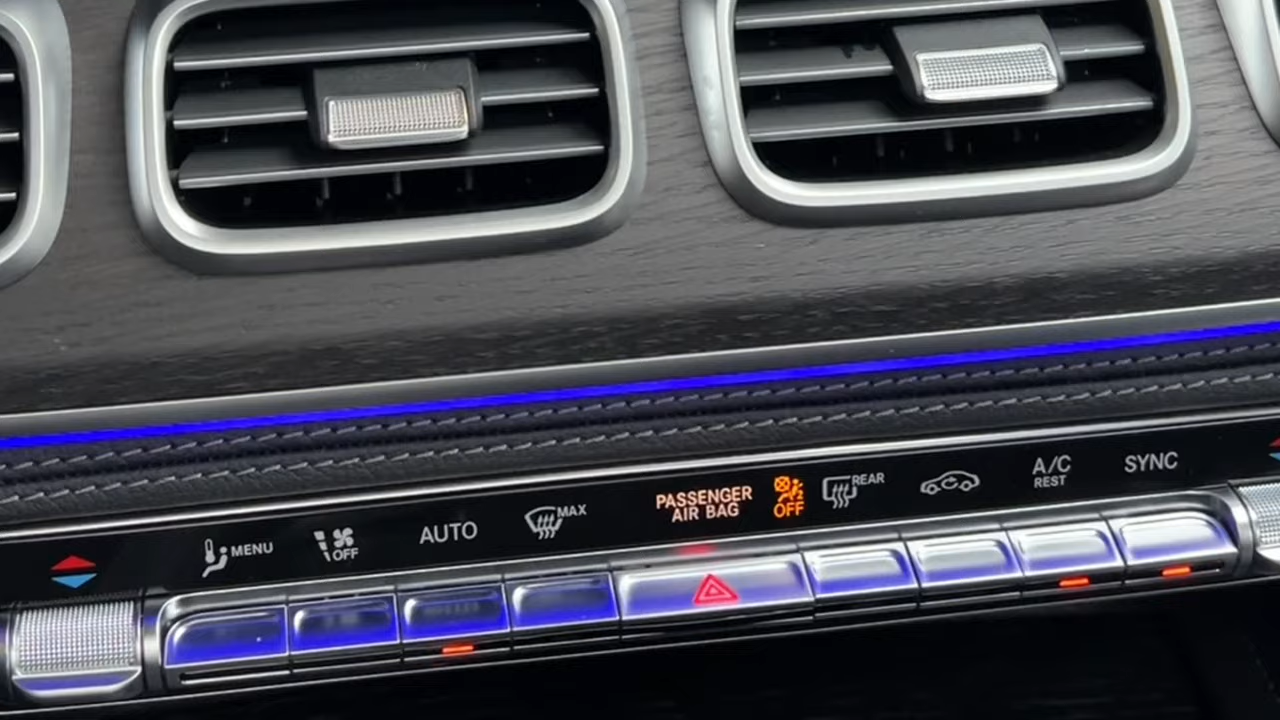 MENU
OFF
AUTO
MAX
PASSENGER
AIR BAG
OFF
REAR
A/C
REST
SYNC